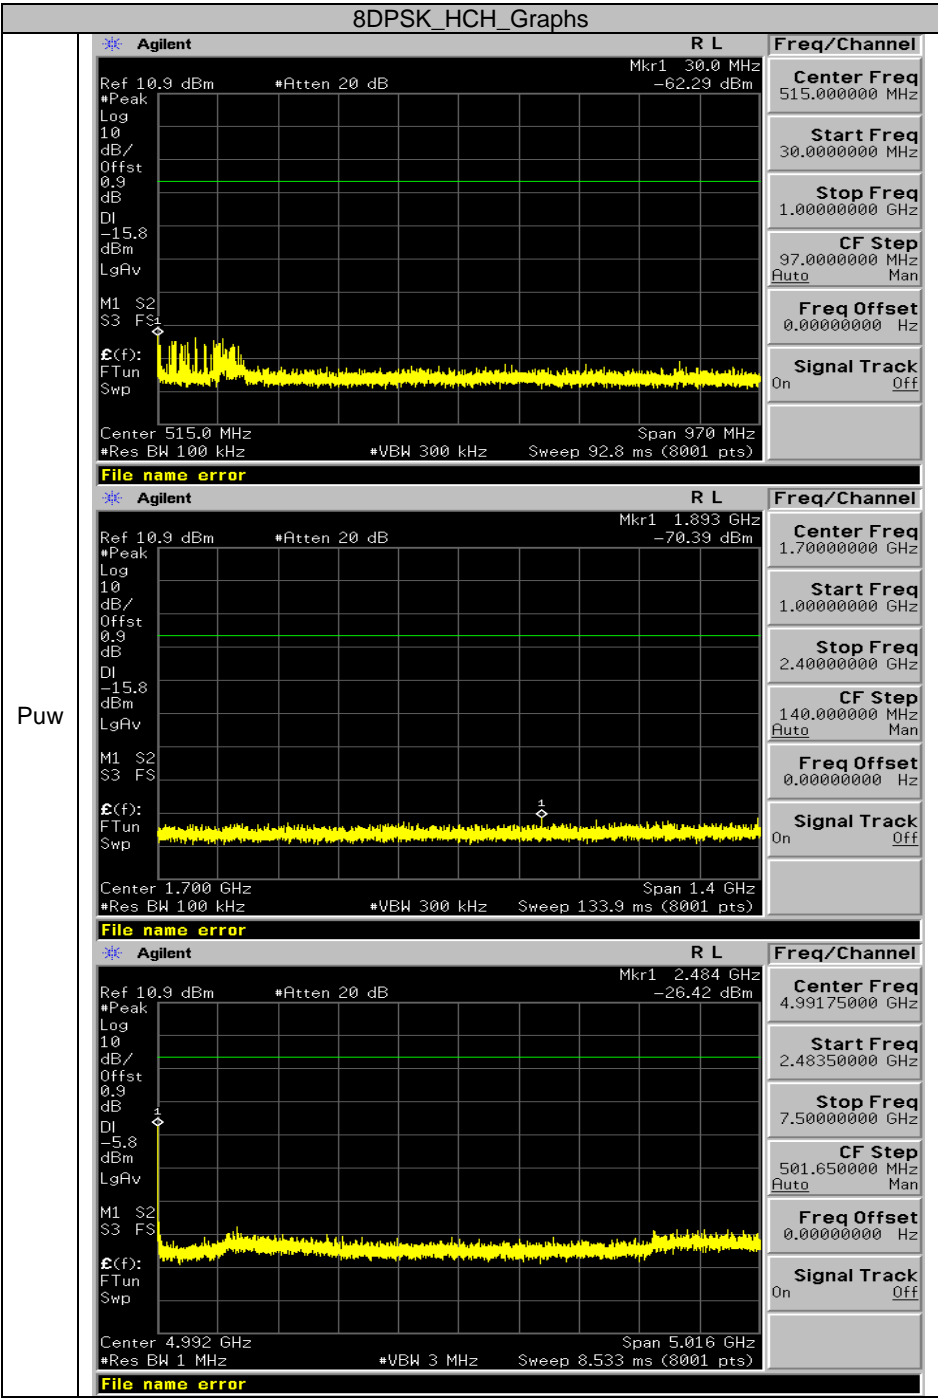 8DPSK_HCH_Graphs
Puw
Agilent R L Freq/Channel
Mkr1 30.0 MHz
Ref 10.9 dBm #Atten 20 dB -62.29 dBm
#Peak
Log
10
dB/
Offst
0.9
dB
DI
-15.8
dBm
LgAv
M1 S2
S3 FS
1
£(f):
FTun
Swp
Center 515.0 MHz Span 970 MHz
#Res BW 100 kHz #VBW 300 kHz Sweep 92.8 ms (8001 pts)
File name error
Center Freq
515.000000 MHz
Start Freq
30.0000000 MHz
Stop Freq
1.00000000 GHz
CF Step
97.0000000 MHz
Auto Man
Freq Offset
0.00000000 Hz
Signal Track
On Off
Agilent R L Freq/Channel
Mkr1 1.893 GHz
Ref 10.9 dBm #Atten 20 dB -70.39 dBm
#Peak
Log
10
dB/
Offst
0.9
dB
DI
-15.8
dBm
LgAv
M1 S2
S3 FS
1
£(f):
FTun
Swp
Center 1.700 GHz Span 1.4 GHz
#Res BW 100 kHz #VBW 300 kHz Sweep 133.9 ms (8001 pts)
File name error
Center Freq
1.70000000 GHz
Start Freq
1.00000000 GHz
Stop Freq
2.40000000 GHz
CF Step
140.000000 MHz
Auto Man
Freq Offset
0.00000000 Hz
Signal Track
On Off
Agilent R L Freq/Channel
Mkr1 2.484 GHz
Ref 10.9 dBm #Atten 20 dB -26.42 dBm
#Peak
Log
10
dB/
Offst
0.9
dB
1
DI
-5.8
dBm
LgAv
M1 S2
S3 FS
£(f):
FTun
Swp
Center 4.992 GHz Span 5.016 GHz
#Res BW 1 MHz #VBW 3 MHz Sweep 8.533 ms (8001 pts)
File name error
Center Freq
4.99175000 GHz
Start Freq
2.48350000 GHz
Stop Freq
7.50000000 GHz
CF Step
501.650000 MHz
Auto Man
Freq Offset
0.00000000 Hz
Signal Track
On Off